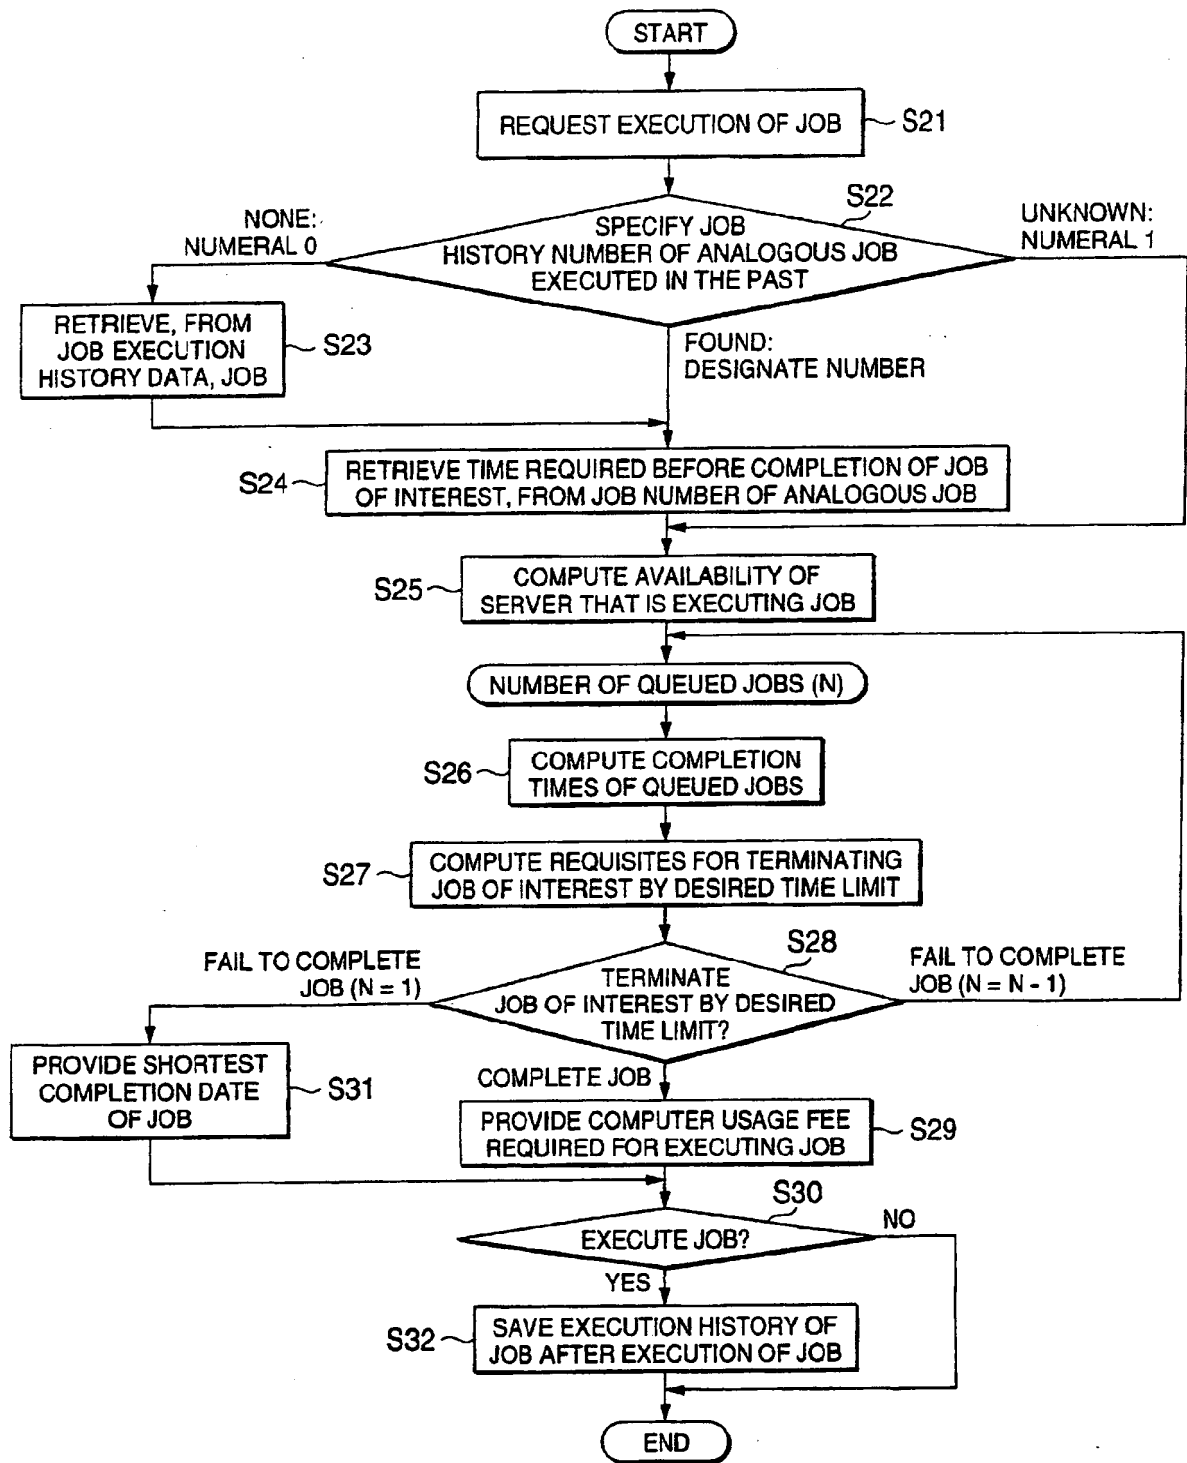 START
REQUEST EXECUTION OF JOB
S21
S22
NONE:
NUMERAL 0
SPECIFY JOB
HISTORY NUMBER OF ANALOGOUS JOB
EXECUTED IN THE PAST
UNKNOWN:
NUMERAL 1
RETRIEVE, FROM
JOB EXECUTION
HISTORY DATA, JOB
S23
FOUND:
DESIGNATE NUMBER
S24
RETRIEVE TIME REQUIRED BEFORE COMPLETION OF JOB
OF INTEREST, FROM JOB NUMBER OF ANALOGOUS JOB
S25
COMPUTE AVAILABILITY OF
SERVER THAT IS EXECUTING JOB
NUMBER OF QUEUED JOBS (N)
S26
COMPUTE COMPLETION
TIMES OF QUEUED JOBS
S27
COMPUTE REQUISITES FOR TERMINATING
JOB OF INTEREST BY DESIRED TIME LIMIT
S28
FAIL TO COMPLETE
JOB (N = 1)
TERMINATE
JOB OF INTEREST BY DESIRED
TIME LIMIT?
FAIL TO COMPLETE
JOB (N = N - 1)
PROVIDE SHORTEST
COMPLETION DATE
OF JOB
S31
COMPLETE JOB
PROVIDE COMPUTER USAGE FEE
REQUIRED FOR EXECUTING JOB
S29
S30
EXECUTE JOB?
NO
YES
S32
SAVE EXECUTION HISTORY OF
JOB AFTER EXECUTION OF JOB
END